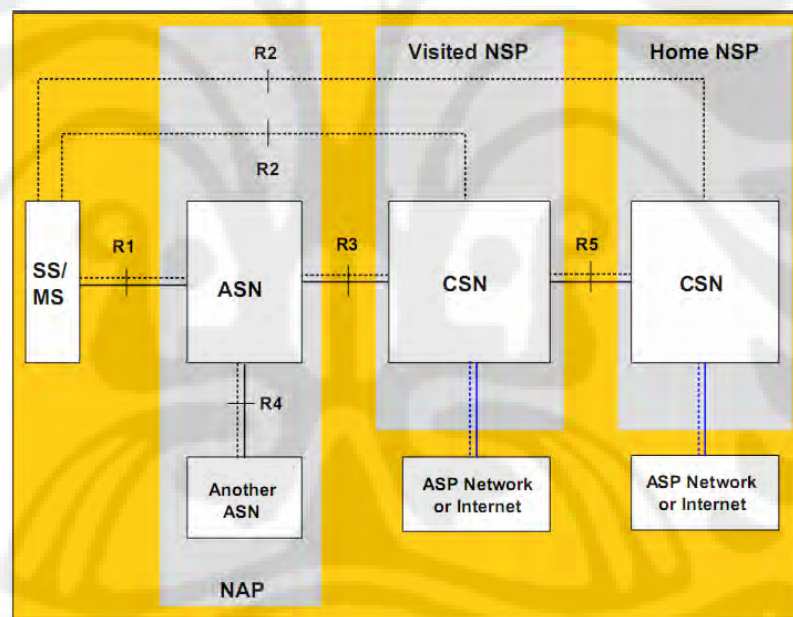 R2
Visited NSP
Home NSP
R2
SS/
MS
R1
ASN
R3
CSN
R5
CSN
R4
Another
ASN
ASP Network
or Internet
ASP Network
or Internet
NAP